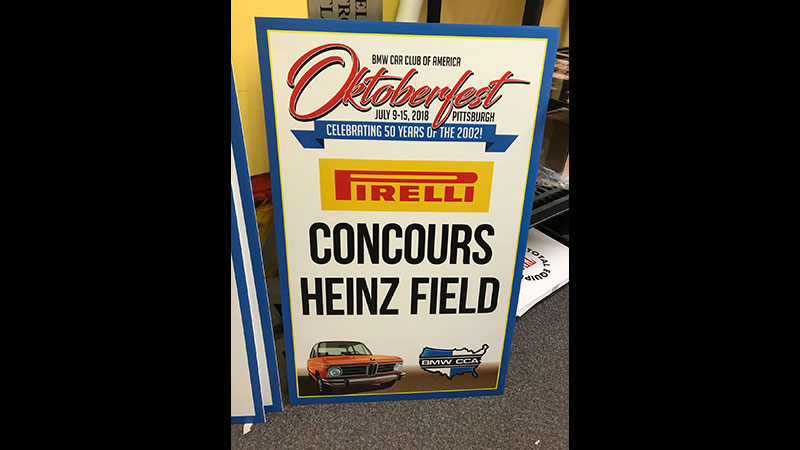 BMW CAR CLUB OF AMERICA
Oktoberfest
JULY 9-15, 2018 PITTSBURGH
CELEBRATING 50 YEARS OF THE 2002!
PIRELLI
CONCOURS
HEINZ FIELD
BMW CCA
TOTAL